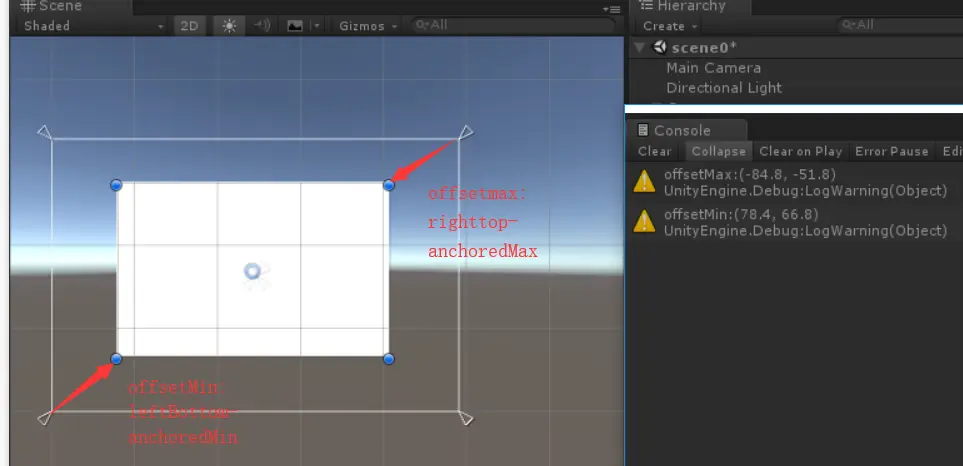 Scene
Shaded
2D
Gizmos
All
offsetmax:
righttop-
anchoredMax
offsetMin:
leftBottom-
anchoredMin
Hierarchy
Create
All
scene0*
Main Camera
Directional Light
Console
Clear
Collapse
Clear on Play
Error Pause
Edi
offsetMax:(-84.8, -51.8)
UnityEngine.Debug:LogWarning(Object)
offsetMin:(78.4, 66.8)
UnityEngine.Debug:LogWarning(Object)